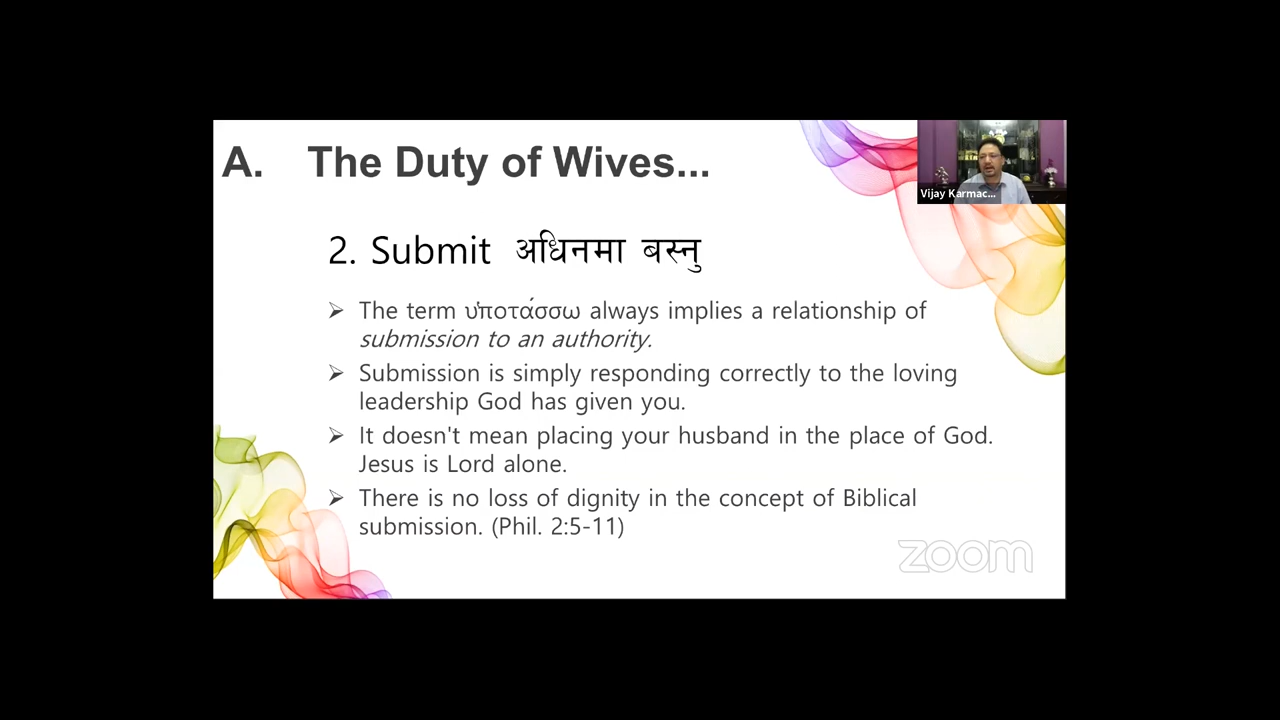 A. The Duty of Wives...
Vijay Karmac...
2. Submit अधिनमा बस्नु
➢ The term ὑποτάσσω always implies a relationship of
submission to an authority.
➢ Submission is simply responding correctly to the loving
leadership God has given you.
➢ It doesn't mean placing your husband in the place of God.
Jesus is Lord alone.
➢ There is no loss of dignity in the concept of Biblical
submission. (Phil. 2:5-11)
zoom